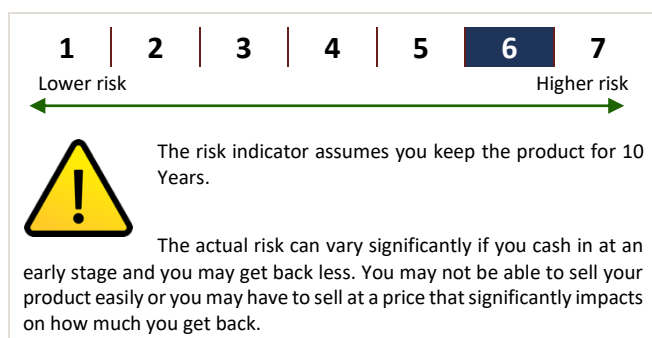 1 2 3 4 5 6 7
Lower risk Higher risk
The risk indicator assumes you keep the product for 10
Years.
The actual risk can vary significantly if you cash in at an
early stage and you may get back less. You may not be able to sell your
product easily or you may have to sell at a price that significantly impacts
on how much you get back.